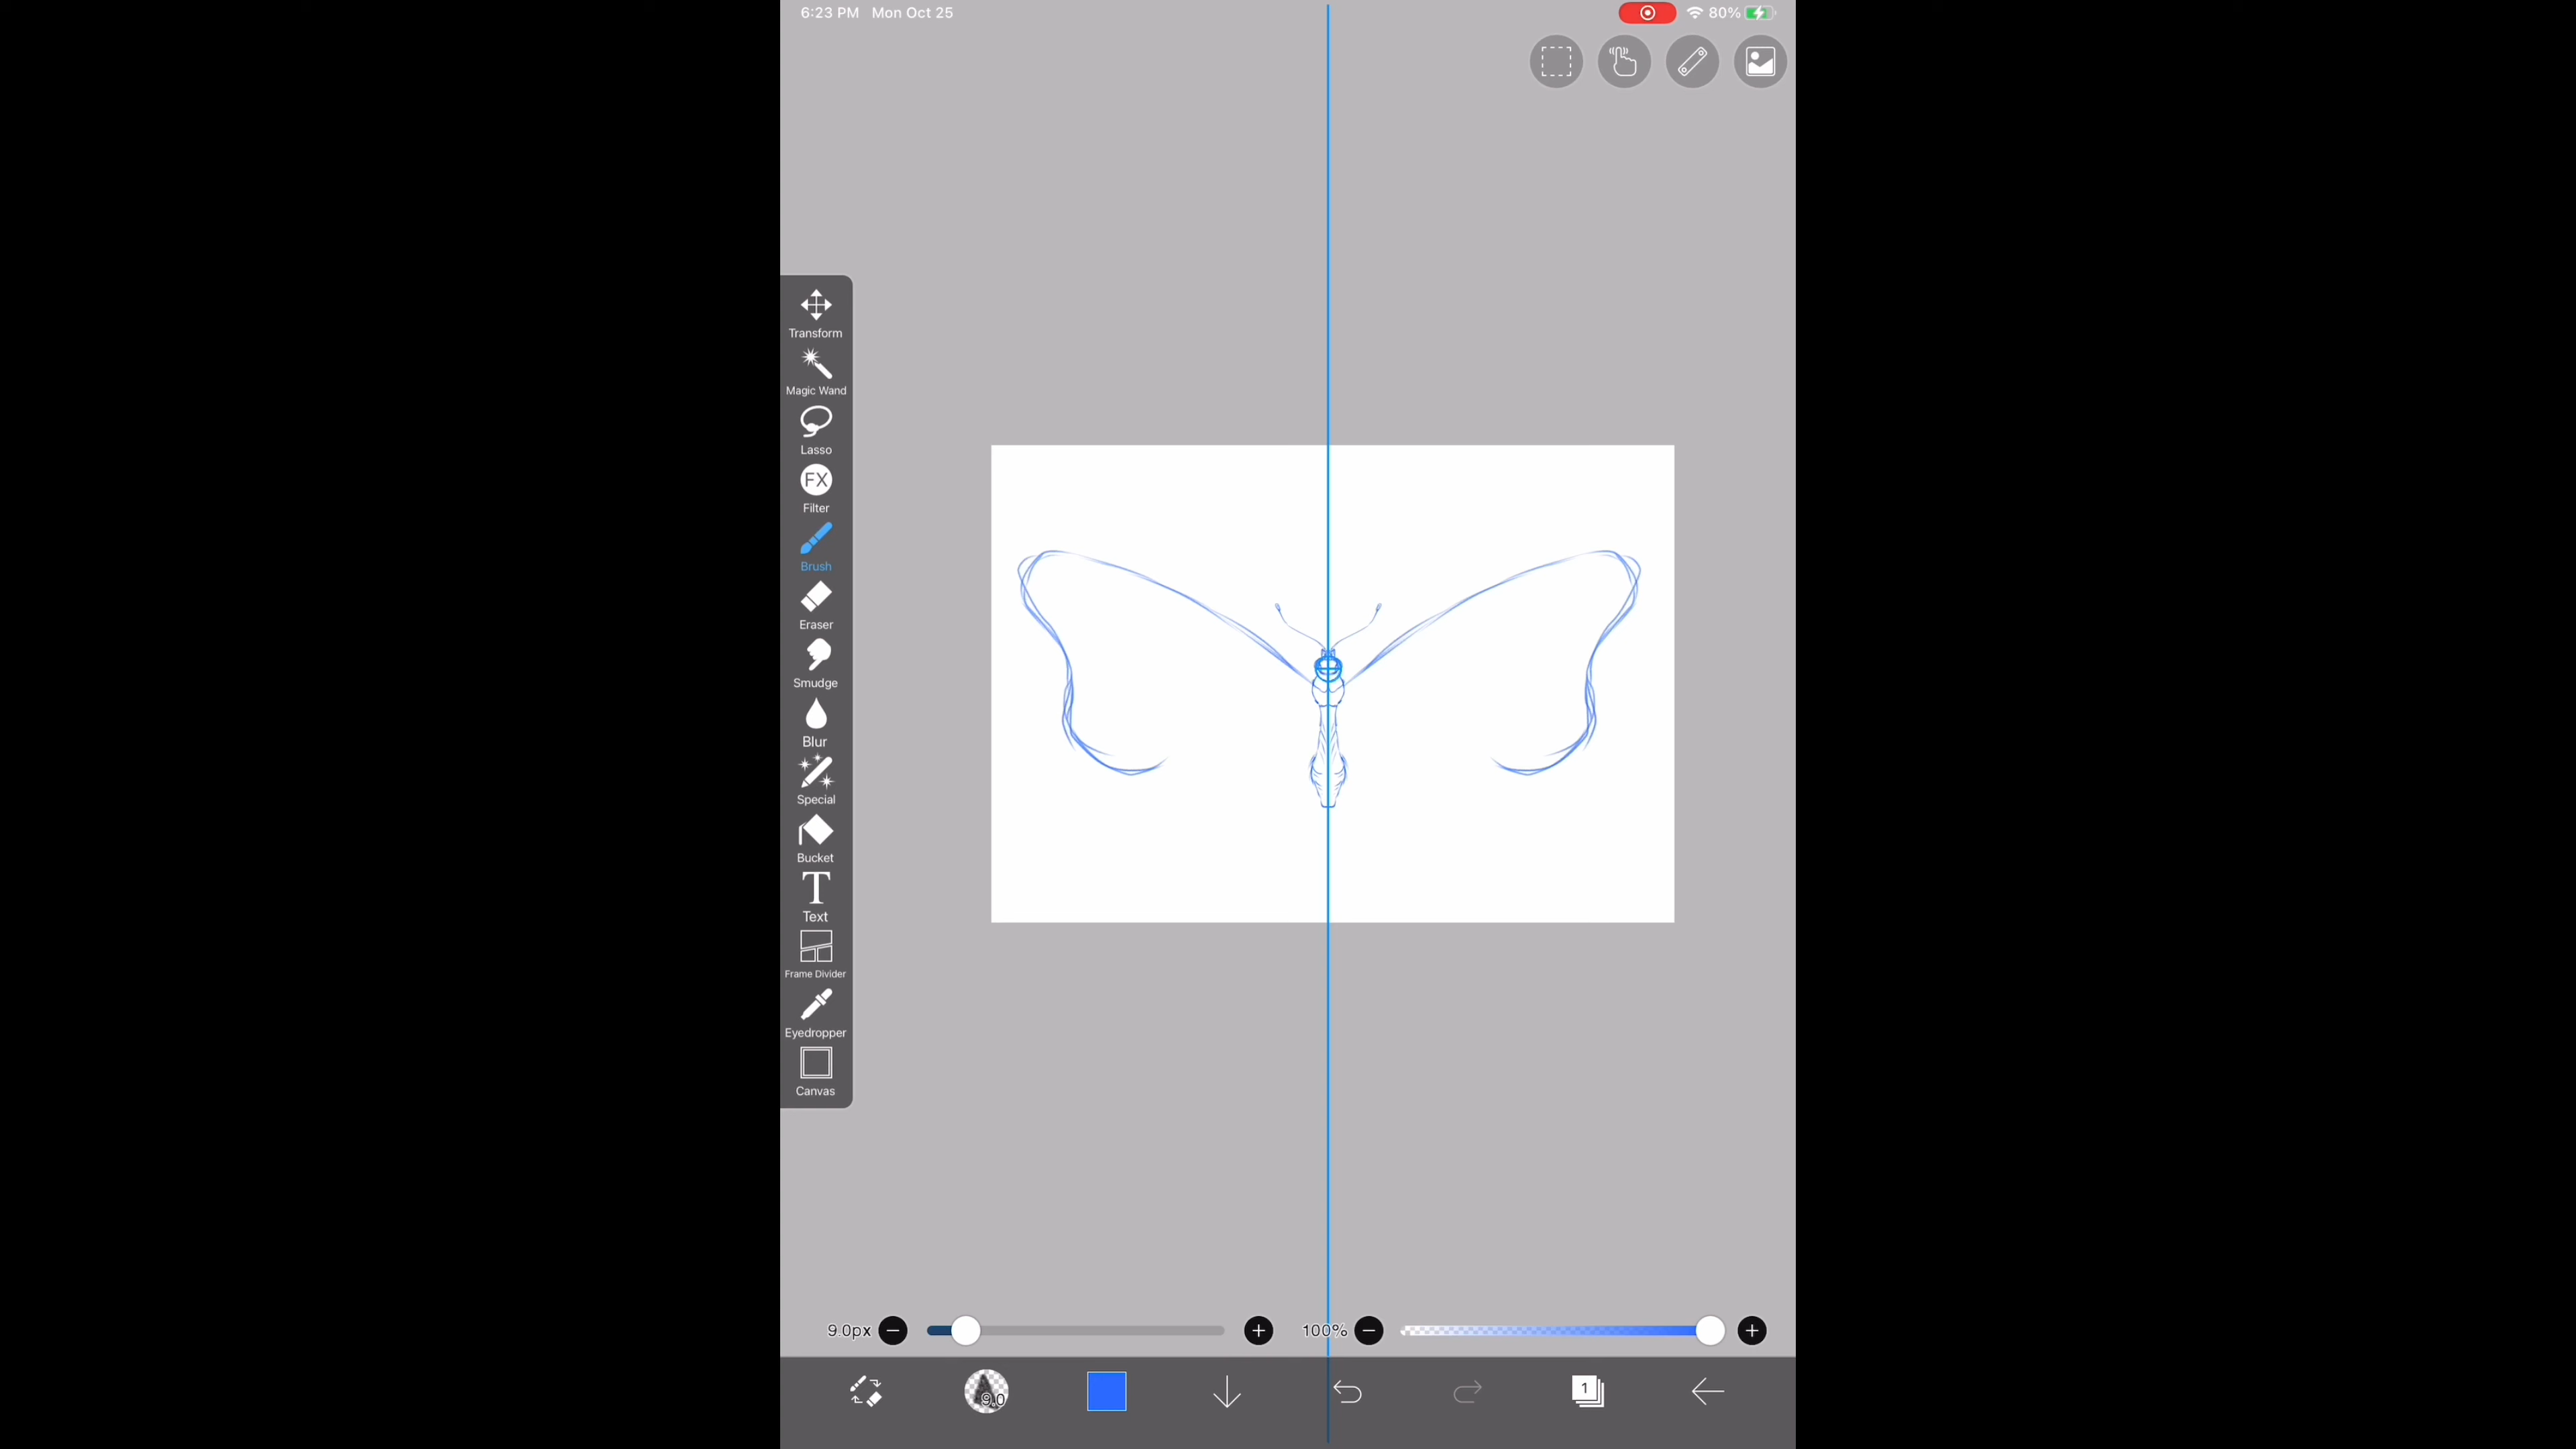 6:23 PM Mon Oct 25
80%
Transform
Magic Wand
Lasso
FX
Filter
Brush
Eraser
Smudge
Blur
Special
Bucket
T
Text
Frame Divider
Eyedropper
Canvas
9.0px
100%
9.0
1